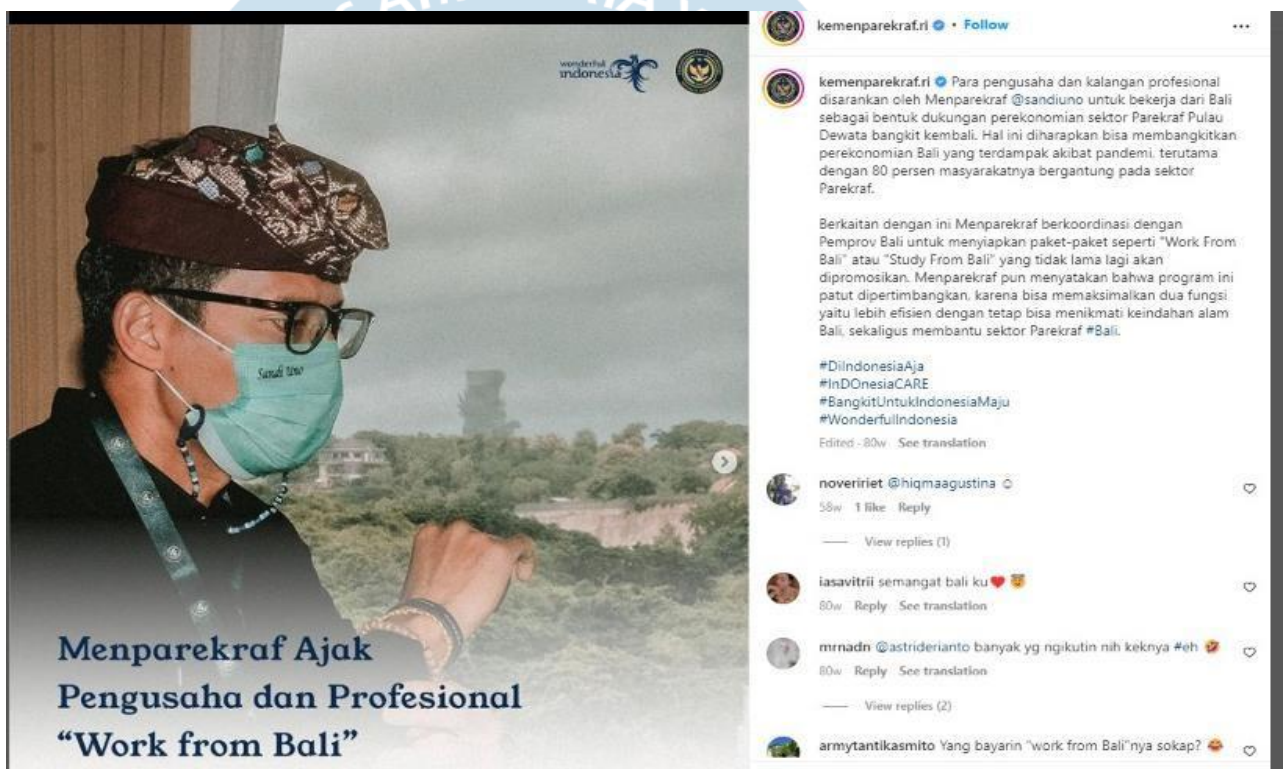 wonderful
indonesia
Sandi Uno
Menparekraf Ajak
Pengusaha dan Profesional
“Work from Bali”
kemenparekraf.ri • Follow
kemenparekraf.ri Para pengusaha dan kalangan profesional
disarankan oleh Menparekraf @sandiuno untuk bekerja dari Bali
sebagai bentuk dukungan perekonomian sektor Parekraf Pulau
Dewata bangkit kembali. Hal ini diharapkan bisa membangkitkan
perekonomian Bali yang terdampak akibat pandemi, terutama
dengan 80 persen masyarakatnya bergantung pada sektor
Parekraf.
Berkaitan dengan ini Menparekraf berkoordinasi dengan
Pemprov Bali untuk menyiapkan paket-paket seperti "Work From
Bali" atau "Study From Bali" yang tidak lama lagi akan
dipromosikan. Menparekraf pun menyatakan bahwa program ini
patut dipertimbangkan, karena bisa memaksimalkan dua fungsi
yaitu lebih efisien dengan tetap bisa menikmati keindahan alam
Bali, sekaligus membantu sektor Parekraf #Bali.
#DiIndonesiaAja
#InDOnesiaCARE
#BangkitUntukIndonesiaMaju
#WonderfulIndonesia
Edited · 80w See translation
noveririet @hiqmaagustina ☺
58w 1 like Reply
View replies (1)
iasavitrii semangat bali ku❤️ 😇
80w Reply See translation
mrnadn @astriderianto banyak yg ngikutin nih keknya #eh 🤣
80w Reply See translation
View replies (2)
armytantikasmito Yang bayarin "work from Bali"nya sokap? 😂